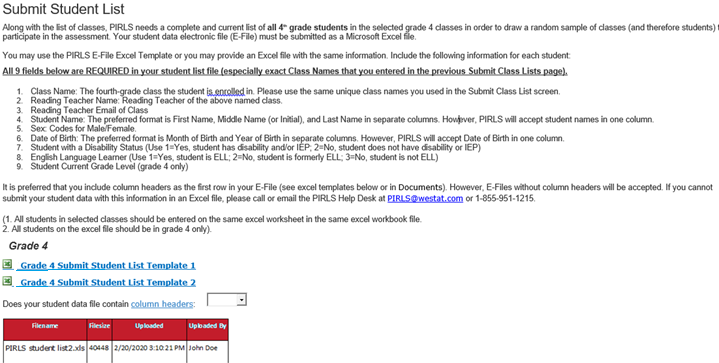 Submit Student List
Along with the list of classes, PIRLS needs a complete and current list of all 4th grade students in the selected grade 4 classes in order to draw a random sample of classes (and therefore students) t
participate in the assessment. Your student data electronic file (E-File) must be submitted as a Microsoft Excel file.
You may use the PIRLS E-File Excel Template or you may provide an Excel file with the same information. Include the following information for each student:
All 9 fields below are REQUIRED in your student list file (especially exact Class Names that you entered in the previous Submit Class Lists page).
1. Class Name: The fourth-grade class the student is enrolled in. Please use the same unique class names you used in the Submit Class List screen.
2. Reading Teacher Name: Reading Teacher of the above named class.
3. Reading Teacher Email of Class
4. Student Name: The preferred format is First Name, Middle Name (or Initial), and Last Name in separate columns. However, PIRLS will accept student names in one column.
5. Sex: Codes for Male/Female.
6. Date of Birth: The preferred format is Month of Birth and Year of Birth in separate columns. However, PIRLS will accept Date of Birth in one column.
7. Student with a Disability Status (Use 1=Yes, student has disability and/or IEP; 2=No, student does not have disability or IEP)
8. English Language Learner (Use 1=Yes, student is ELL; 2=No, student is formerly ELL; 3=No, student is not ELL)
9. Student Current Grade Level (grade 4 only)
It is preferred that you include column headers as the first row in your E-File (see excel templates below or in Documents). However, E-Files without column headers will be accepted. If you cannot
submit your student data with this information in an Excel file, please call or email the PIRLS Help Desk at PIRLS@westat.com or 1-855-951-1215.
(1. All students in selected classes should be entered on the same excel worksheet in the same excel workbook file.
2. All students on the excel file should be in grade 4 only).
Grade 4
Grade 4 Submit Student List Template 1
Grade 4 Submit Student List Template 2
Does your student data file contain column headers:
Filename Filesize Uploaded Uploaded By
PIRLS student list2.xls 40448 2/20/2020 3:10:21 PM John Doe